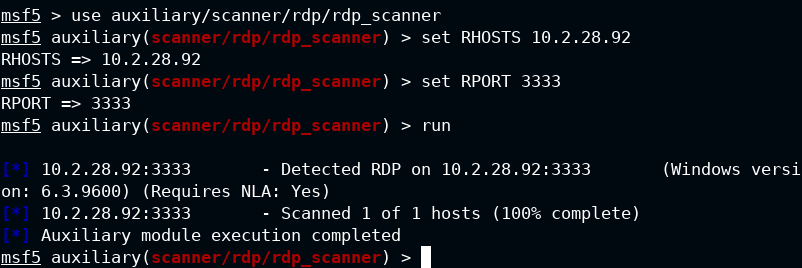 msf5 > use auxiliary/scanner/rdp/rdp_scanner
msf5 auxiliary(scanner/rdp/rdp_scanner) > set RHOSTS 10.2.28.92
RHOSTS => 10.2.28.92
msf5 auxiliary(scanner/rdp/rdp_scanner) > set RPORT 3333
RPORT => 3333
msf5 auxiliary(scanner/rdp/rdp_scanner) > run
[*] 10.2.28.92:3333       - Detected RDP on 10.2.28.92:3333       (Windows versi
on: 6.3.9600) (Requires NLA: Yes)
[*] 10.2.28.92:3333       - Scanned 1 of 1 hosts (100% complete)
[*] Auxiliary module execution completed
msf5 auxiliary(scanner/rdp/rdp_scanner) >